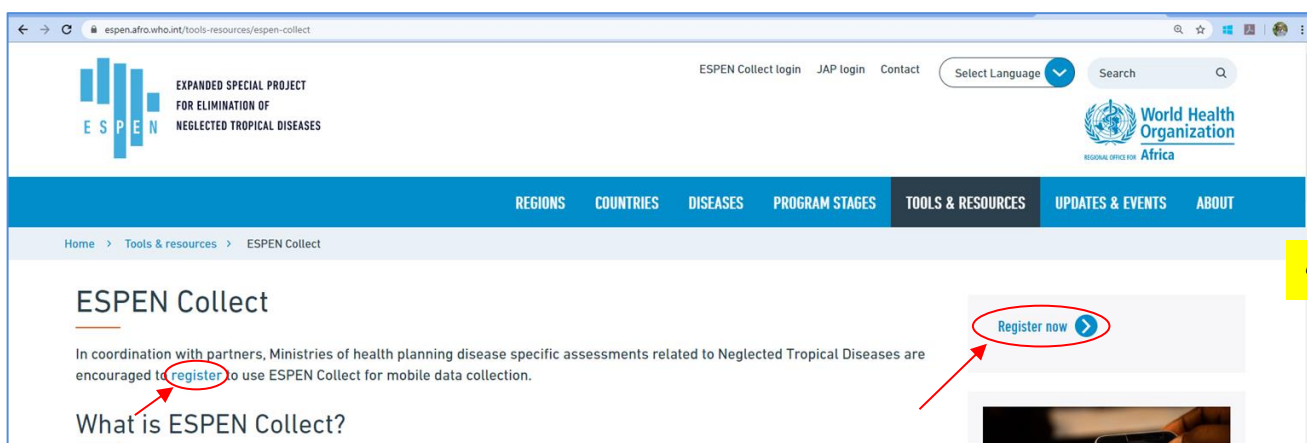 espen.afro.who.int/tools-resources/espen-collect
ESPEN Collect login JAP login Contact Select Language Search
ESPEN
EXPANDED SPECIAL PROJECT
FOR ELIMINATION OF
NEGLECTED TROPICAL DISEASES
World Health
Organization
REGIONAL OFFICE FOR Africa
REGIONS COUNTRIES DISEASES PROGRAM STAGES TOOLS & RESOURCES UPDATES & EVENTS ABOUT
Home > Tools & resources > ESPEN Collect
ESPEN Collect
In coordination with partners, Ministries of health planning disease specific assessments related to Neglected Tropical Diseases are
encouraged to register to use ESPEN Collect for mobile data collection.
Register now
What is ESPEN Collect?